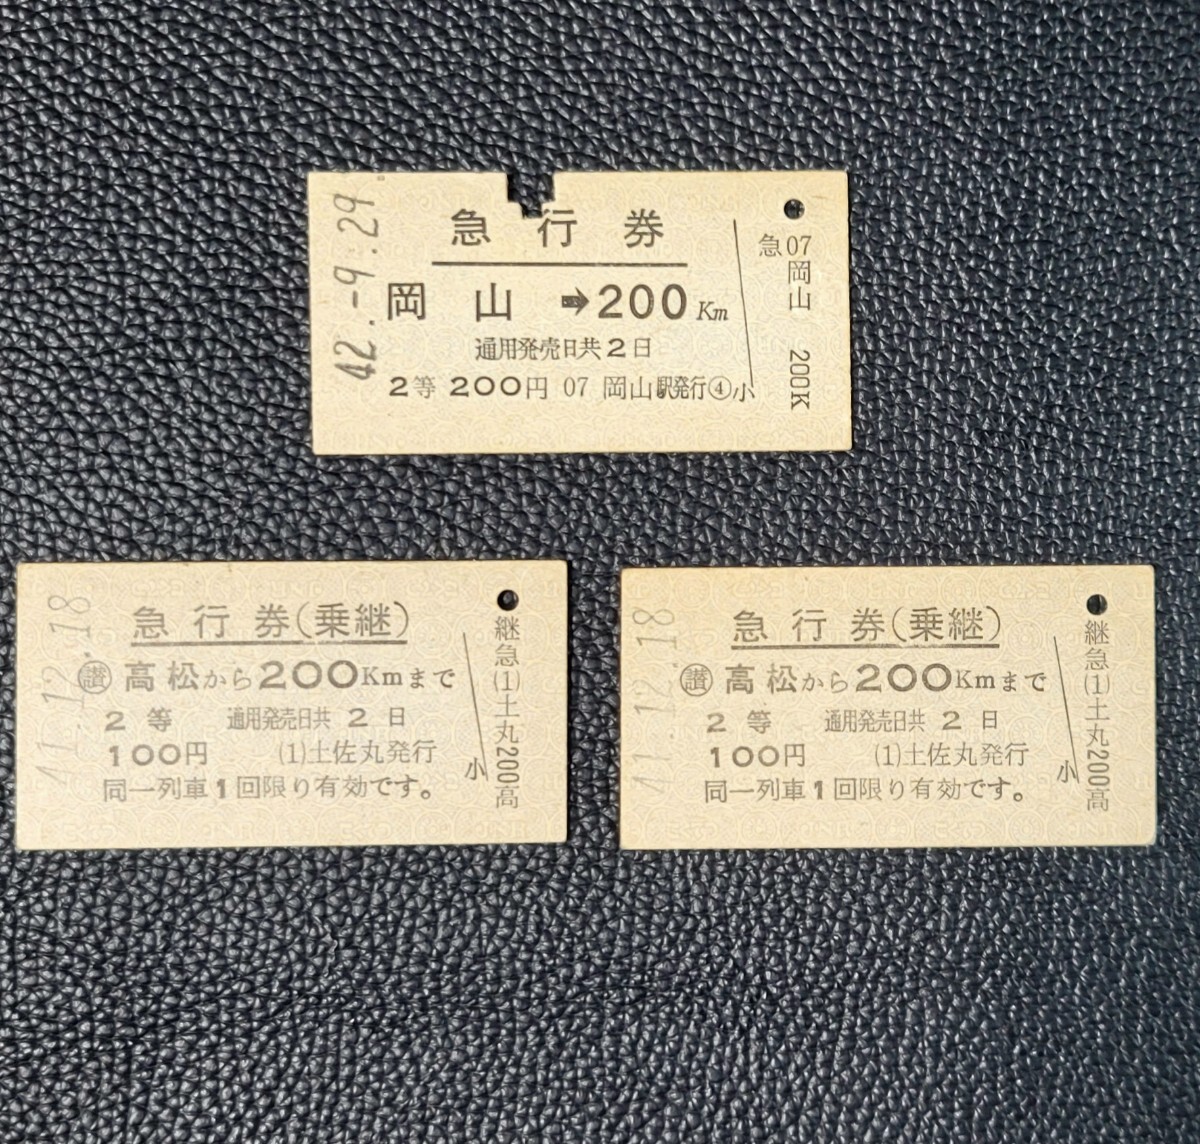 42.-9.29
急行券
岡山➡200Km
通用発売日共2日
2等 200円 07 岡山駅発行④
小
急07
岡山 200K
41.12.18
急行券(乗継)
讃 高松から200Kmまで
2等 通用発売日共 2日
100円 (1)土佐丸発行
同一列車1回限り有効です。
小
継急(1)土丸200高
41.12.18
急行券(乗継)
讃 高松から200Kmまで
2等 通用発売日共 2日
100円 (1)土佐丸発行
同一列車1回限り有効です。
小
継急(1)土丸200高